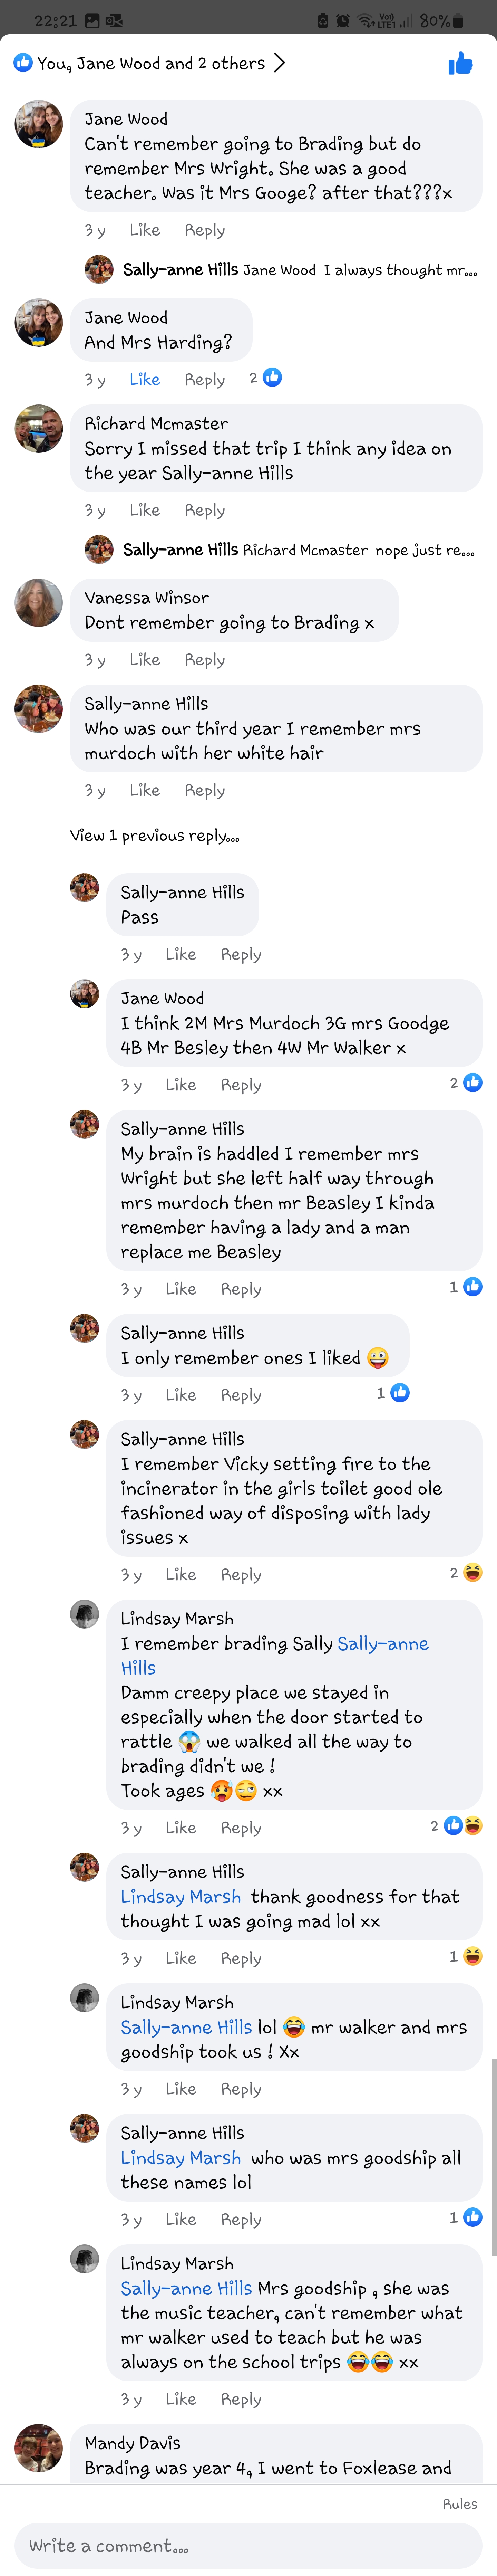 22:21 Vo)) LTE1 80%
You, Jane Wood and 2 others
Jane Wood
Can't remember going to Brading but do
remember Mrs Wright. She was a good
teacher. Was it Mrs Googe? after that???x
3 y Like Reply
Sally-anne Hills Jane Wood I always thought mr...
Jane Wood
And Mrs Harding?
3 y Like Reply 2
Richard Mcmaster
Sorry I missed that trip I think any idea on
the year Sally-anne Hills
3 y Like Reply
Sally-anne Hills Richard Mcmaster nope just re...
Vanessa Winsor
Dont remember going to Brading x
3 y Like Reply
Sally-anne Hills
Who was our third year I remember mrs
murdoch with her white hair
3 y Like Reply
View 1 previous reply...
Sally-anne Hills
Pass
3 y Like Reply
Jane Wood
I think 2M Mrs Murdoch 3G mrs Goodge
4B Mr Besley then 4W Mr Walker x
3 y Like Reply 2
Sally-anne Hills
My brain is haddled I remember mrs
Wright but she left half way through
mrs murdoch then mr Beasley I kinda
remember having a lady and a man
replace me Beasley
3 y Like Reply 1
Sally-anne Hills
I only remember ones I liked 😜
3 y Like Reply 1
Sally-anne Hills
I remember Vicky setting fire to the
incinerator in the girls toilet good ole
fashioned way of disposing with lady
issues x
3 y Like Reply 2
Lindsay Marsh
I remember brading Sally Sally-anne
Hills
Damm creepy place we stayed in
especially when the door started to
rattle 😱 we walked all the way to
brading didn't we !
Took ages 🥵🙄 xx
3 y Like Reply 2
Sally-anne Hills
Lindsay Marsh thank goodness for that
thought I was going mad lol xx
3 y Like Reply 1
Lindsay Marsh
Sally-anne Hills lol 😂 mr walker and mrs
goodship took us ! Xx
3 y Like Reply
Sally-anne Hills
Lindsay Marsh who was mrs goodship all
these names lol
3 y Like Reply 1
Lindsay Marsh
Sally-anne Hills Mrs goodship , she was
the music teacher, can't remember what
mr walker used to teach but he was
always on the school trips 😂😂 xx
3 y Like Reply
Mandy Davis
Brading was year 4, I went to Foxlease and
Rules
Write a comment...